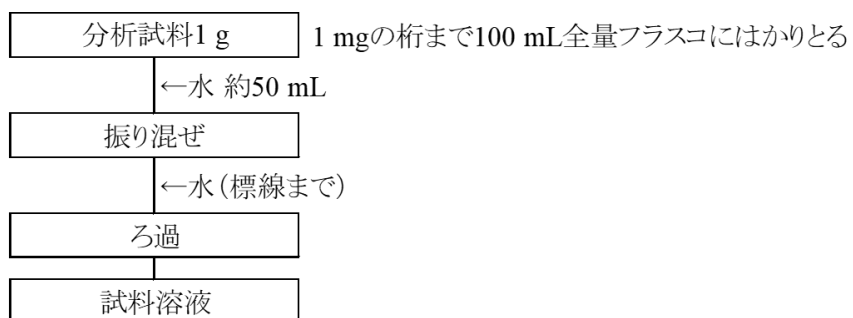 分析試料1 g
1 mgの桁まで100 mL全量フラスコにはかりとる
←水 約50 mL
振り混ぜ
←水(標線まで)
ろ過
試料溶液